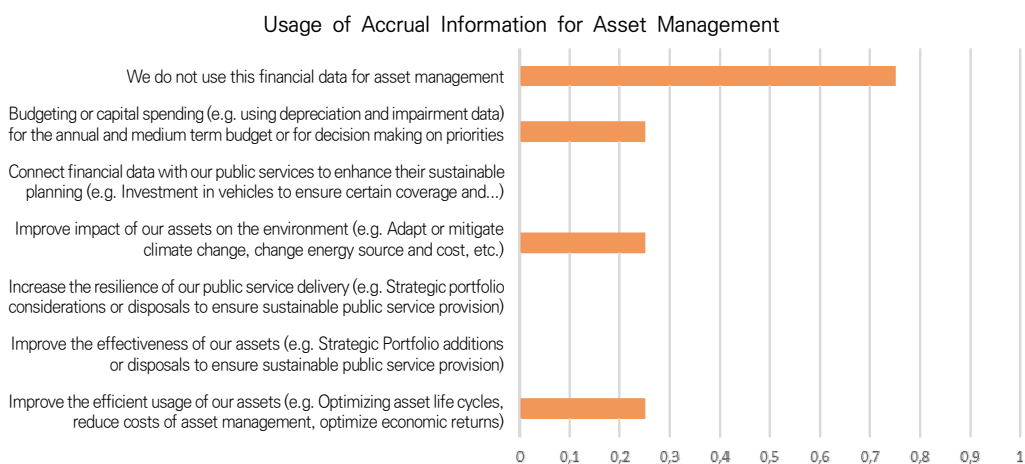 Usage of Accrual Information for Asset Management
We do not use this financial data for asset management
Budgeting or capital spending (e.g. using depreciation and impairment data)
for the annual and medium term budget or for decision making on priorities
Connect financial data with our public services to enhance their sustainable
planning (e.g. Investment in vehicles to ensure certain coverage and...)
Improve impact of our assets on the environment (e.g. Adapt or mitigate
climate change, change energy source and cost, etc.)
Increase the resilience of our public service delivery (e.g. Strategic portfolio
considerations or disposals to ensure sustainable public service provision)
Improve the effectiveness of our assets (e.g. Strategic Portfolio additions
or disposals to ensure sustainable public service provision)
Improve the efficient usage of our assets (e.g. Optimizing asset life cycles,
reduce costs of asset management, optimize economic returns)
0 0,1 0,2 0,3 0,4 0,5 0,6 0,7 0,8 0,9 1